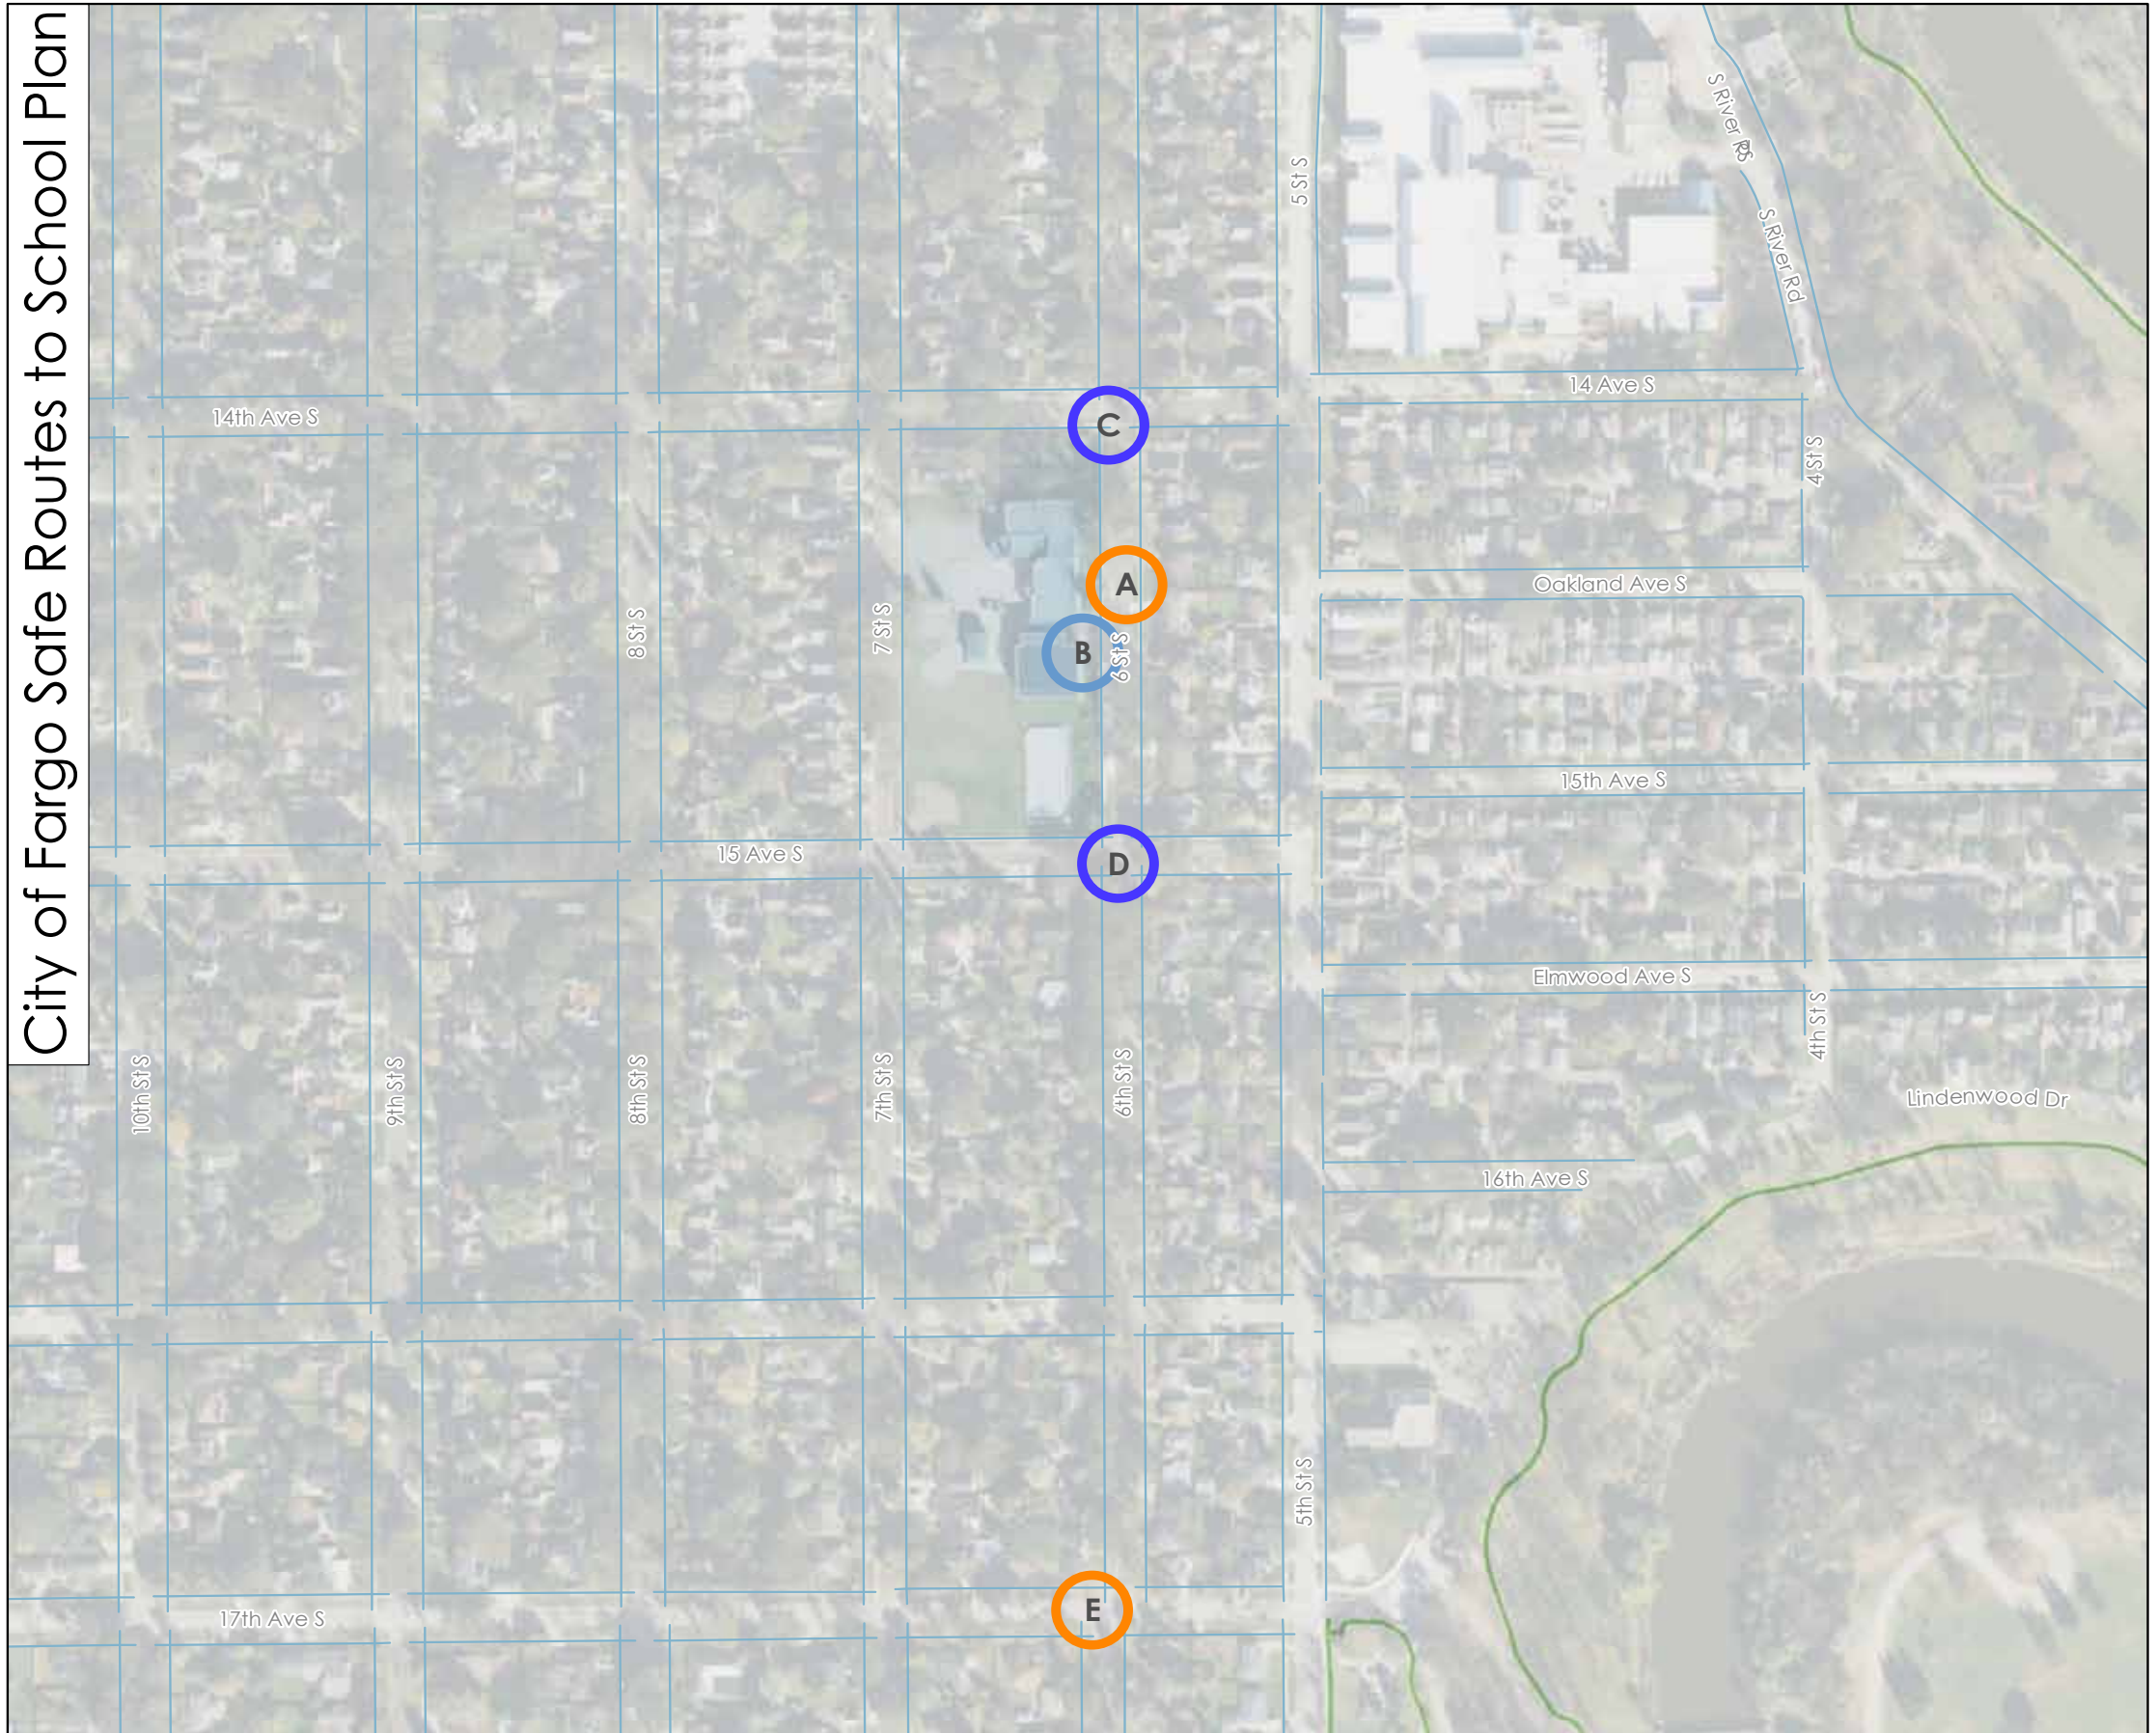 City of Fargo Safe Routes to School Plan
S River Rd
S River Rd
5 St S
14 Ave S
14th Ave S
C
4 St S
A
Oakland Ave S
8 St S
7 St S
B
6 St S
15th Ave S
15 Ave S
D
Elmwood Ave S
4th St S
10th St S
9th St S
8th St S
7th St S
6th St S
Lindenwood Dr
16th Ave S
5th St S
E
17th Ave S